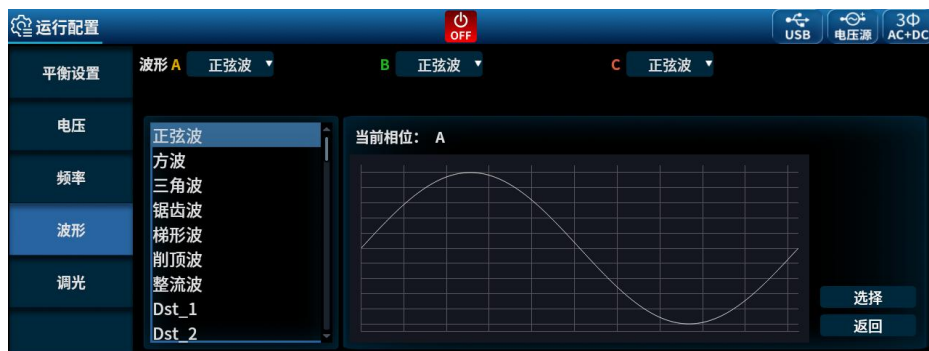 运行配置
OFF
USB
电压源
3Φ
AC+DC
平衡设置
电压
频率
波形
调光
波形 A 正弦波 B 正弦波 C 正弦波
正弦波
方波
三角波
锯齿波
梯形波
削顶波
整流波
Dst_1
Dst_2
当前相位： A
选择
返回